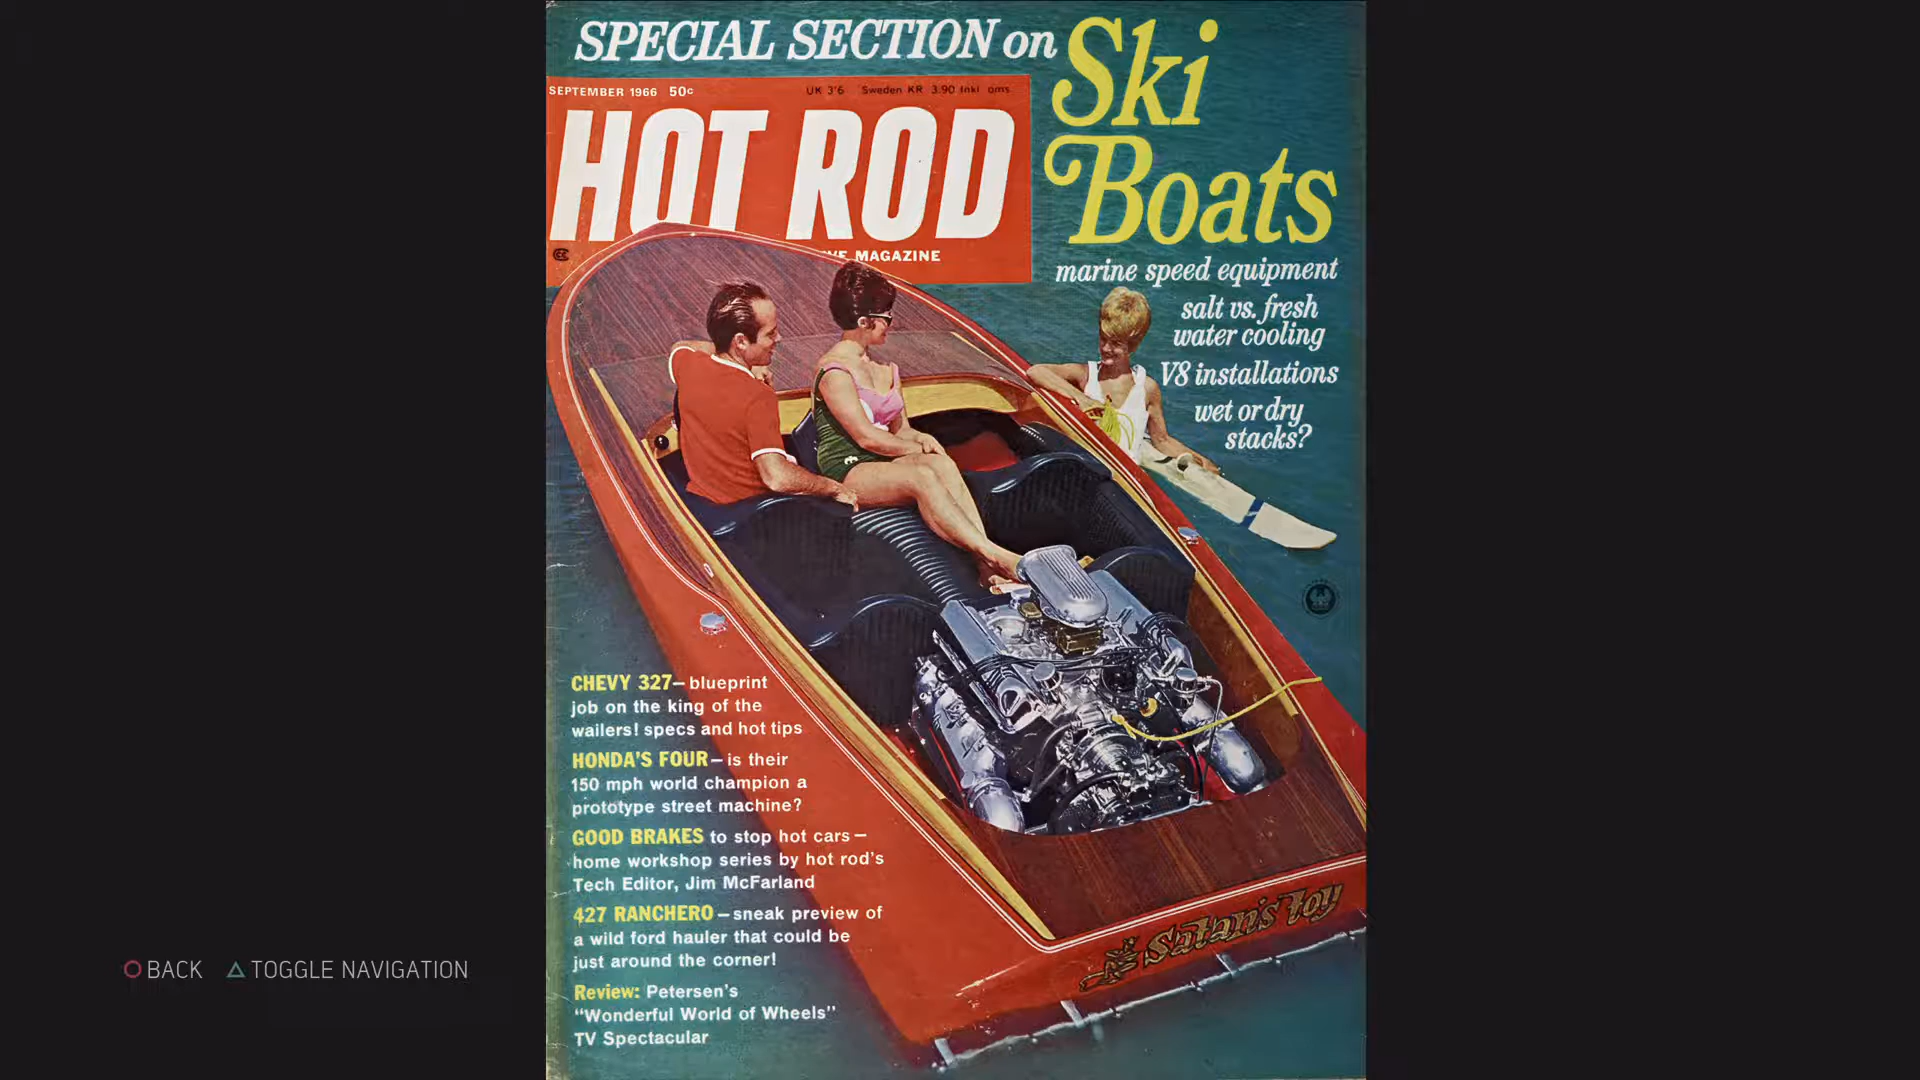 SPECIAL SECTION on Ski
Boats
SEPTEMBER 1966 50c
UK 3'6 Sweden KR 3.90 Inkl oms
HOT ROD
MAGAZINE
marine speed equipment
salt vs. fresh
water cooling
V8 installations
wet or dry
stacks?
CHEVY 327— blueprint
job on the king of the
wailers! specs and hot tips
HONDA'S FOUR — is their
150 mph world champion a
prototype street machine?
GOOD BRAKES to stop hot cars —
home workshop series by hot rod's
Tech Editor, Jim McFarland
427 RANCHERO — sneak preview of
a wild ford hauler that could be
just around the corner!
Review: Petersen's
"Wonderful World of Wheels"
TV Spectacular
Satan's Toy
BACK TOGGLE NAVIGATION